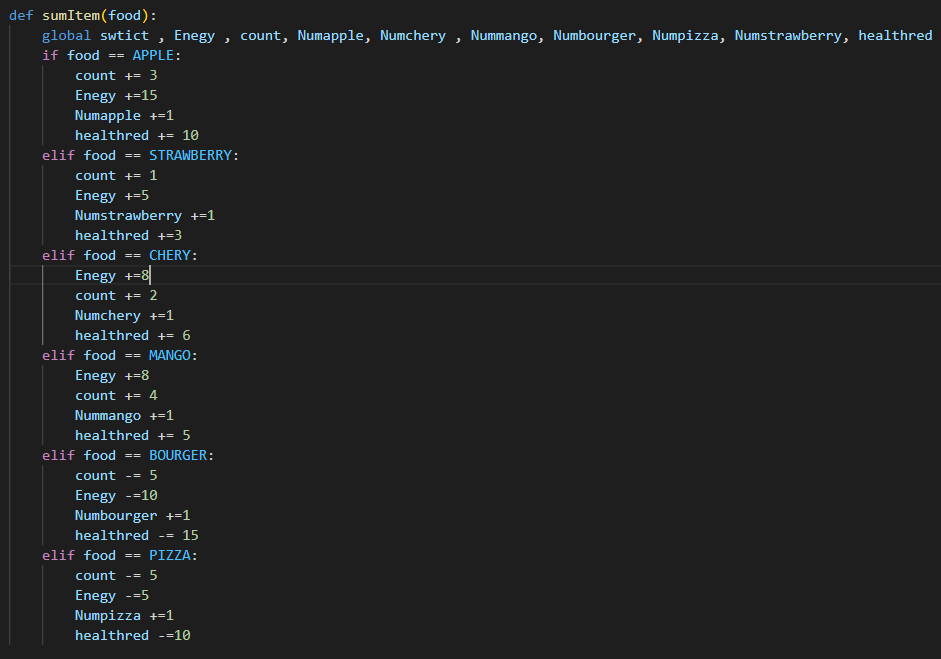 def sumItem(food):
    global swtict , Enegy , count, Numapple, Numchery , Nummango, Numbourger, Numpizza, Numstrawberry, healthred
    if food == APPLE:
        count += 3
        Enegy +=15
        Numapple +=1
        healthred += 10
    elif food == STRAWBERRY:
        count += 1
        Enegy +=5
        Numstrawberry +=1
        healthred +=3
    elif food == CHERY:
        Enegy +=8
        count += 2
        Numchery +=1
        healthred += 6
    elif food == MANGO:
        Enegy +=8
        count += 4
        Nummango +=1
        healthred += 5
    elif food == BOURGER:
        count -= 5
        Enegy -=10
        Numbourger +=1
        healthred -= 15
    elif food == PIZZA:
        count -= 5
        Enegy -=5
        Numpizza +=1
        healthred -=10